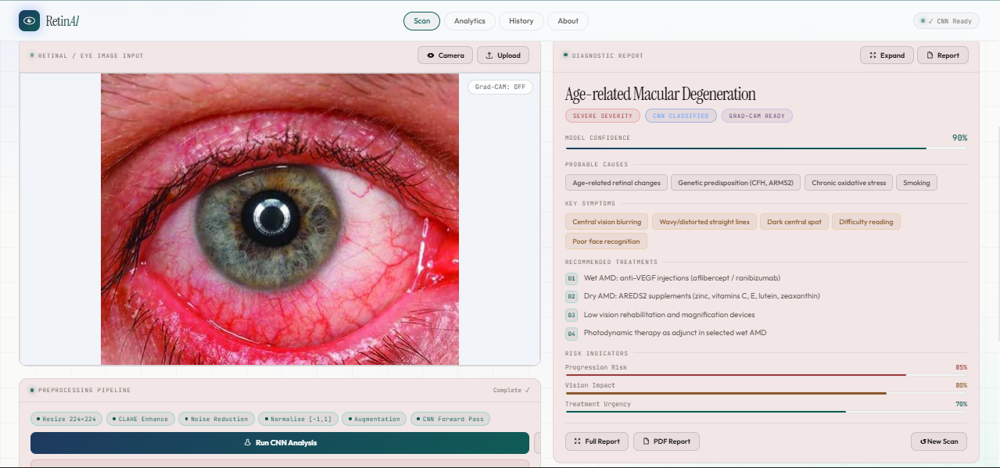 RetinAI
Scan
Analytics
History
About
✓ CNN Ready
RETINAL / EYE IMAGE INPUT
Camera
Upload
Grad-CAM: OFF
PREPROCESSING PIPELINE
Complete ✓
Resize 224×224
CLAHE Enhance
Noise Reduction
Normalise [-1,1]
Augmentation
CNN Forward Pass
Run CNN Analysis
DIAGNOSTIC REPORT
Expand
Report
Age-related Macular Degeneration
SEVERE SEVERITY
CNN CLASSIFIED
GRAD-CAM READY
MODEL CONFIDENCE
90%
PROBABLE CAUSES
Age-related retinal changes
Genetic predisposition (CFH, ARMS2)
Chronic oxidative stress
Smoking
KEY SYMPTOMS
Central vision blurring
Wavy/distorted straight lines
Dark central spot
Difficulty reading
Poor face recognition
RECOMMENDED TREATMENTS
01 Wet AMD: anti-VEGF injections (aflibercept / ranibizumab)
02 Dry AMD: AREDS2 supplements (zinc, vitamins C, E, lutein, zeaxanthin)
03 Low vision rehabilitation and magnification devices
04 Photodynamic therapy as adjunct in selected wet AMD
RISK INDICATORS
Progression Risk 85%
Vision Impact 80%
Treatment Urgency 70%
Full Report
PDF Report
↺ New Scan